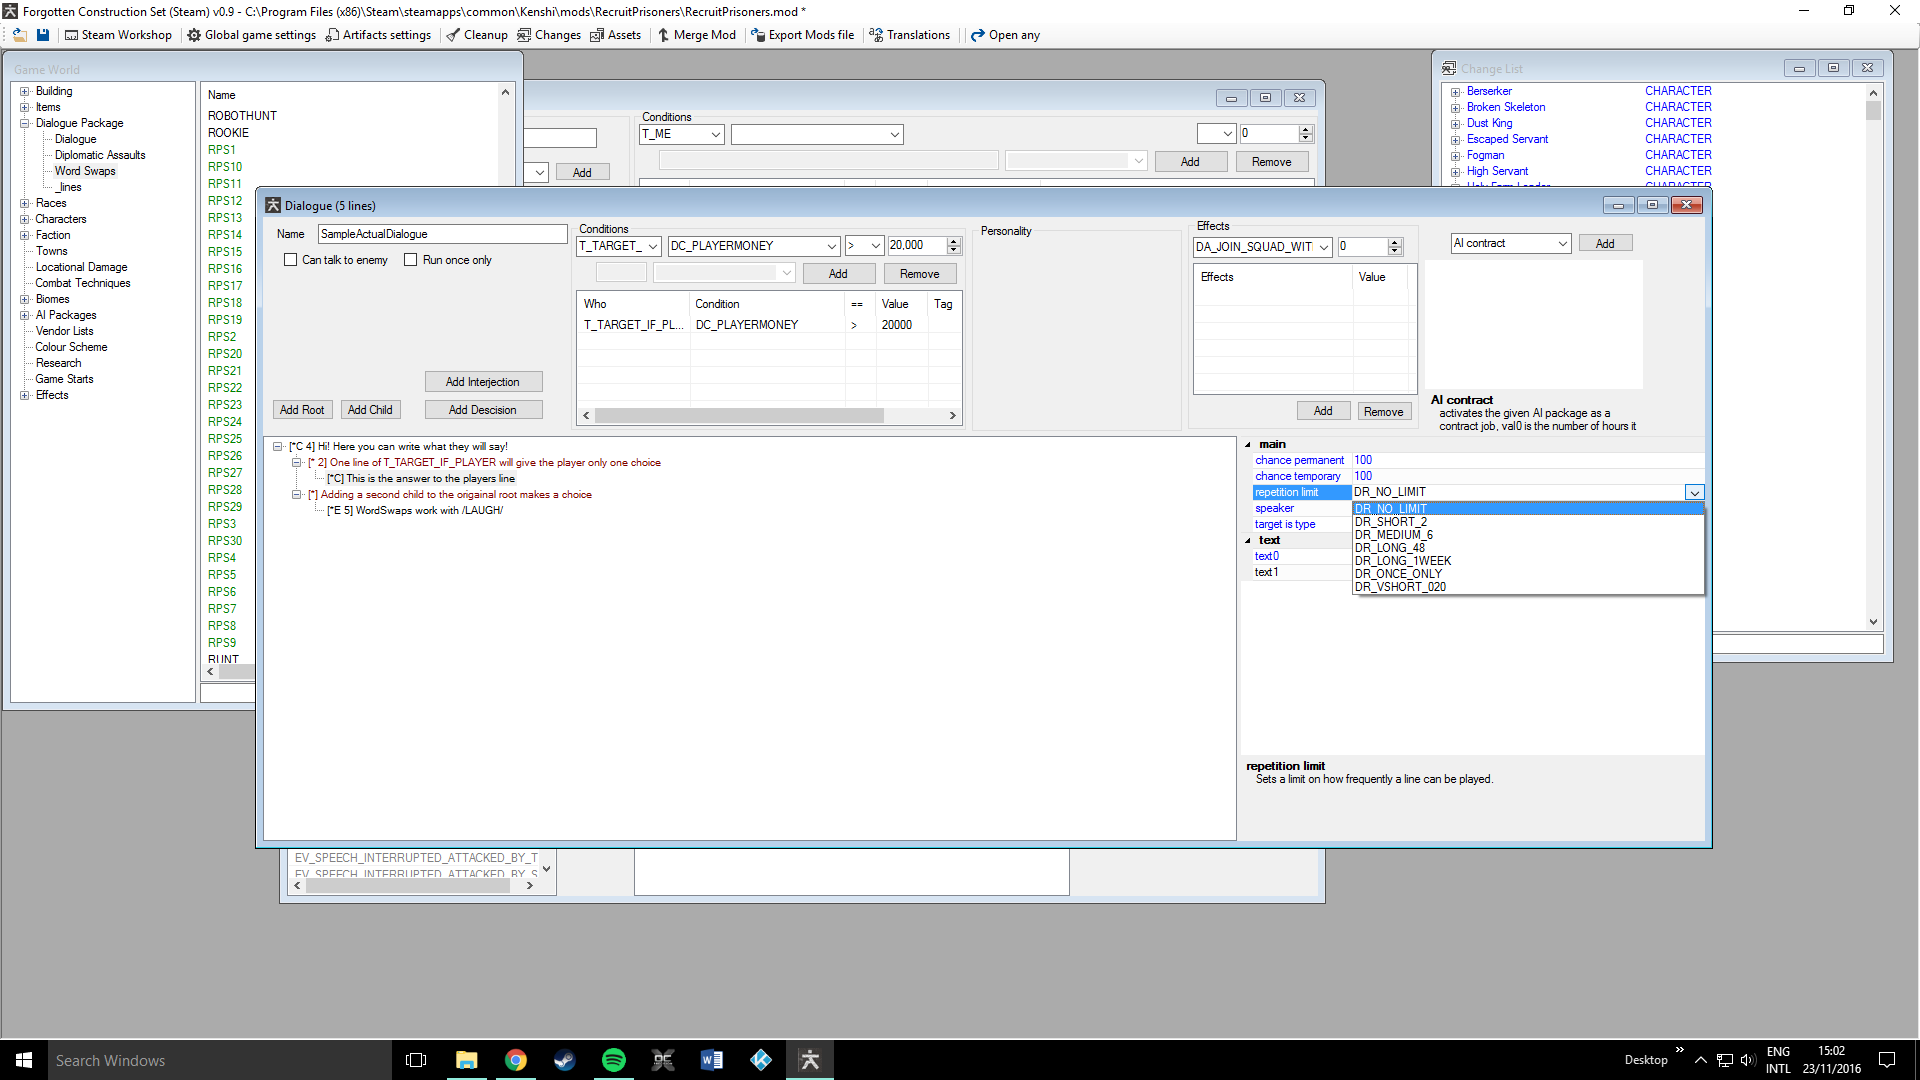 Forgotten Construction Set (Steam) v0.9 - C:\Program Files (x86)\Steam\steamapps\common\Kenshi\mods\RecruitPrisoners\RecruitPrisoners.mod *
Steam Workshop Global game settings Artifacts settings Cleanup Changes Assets Merge Mod Export Mods file Translations Open any
Game World
Building
Items
Dialogue Package
Dialogue
Diplomatic Assaults
Word Swaps
_lines
Races
Characters
Faction
Towns
Locational Damage
Combat Techniques
Biomes
AI Packages
Vendor Lists
Colour Scheme
Research
Game Starts
Effects
Name
ROBOTHUNT
ROOKIE
RPS1
RPS10
RPS11
RPS12
RPS13
RPS14
RPS15
RPS16
RPS17
RPS18
RPS19
RPS2
RPS20
RPS21
RPS22
RPS23
RPS24
RPS25
RPS26
RPS27
RPS28
RPS29
RPS3
RPS30
RPS4
RPS5
RPS6
RPS7
RPS8
RPS9
RUNT
Conditions
T_ME 0
Add Add Remove
Change List
Berserker CHARACTER
Broken Skeleton CHARACTER
Dust King CHARACTER
Escaped Servant CHARACTER
Fogman CHARACTER
High Servant CHARACTER
Dialogue (5 lines)
Name SampleActualDialogue
Can talk to enemy Run once only
Add Interjection
Add Root Add Child Add Descision
Conditions
T_TARGET_ DC_PLAYERMONEY > 20,000
Add Remove
Who Condition == Value Tag
T_TARGET_IF_PL... DC_PLAYERMONEY > 20000
Personality
Effects
DA_JOIN_SQUAD_WIT 0
Effects Value
Add Remove
AI contract Add
AI contract
activates the given AI package as a
contract job, val0 is the number of hours it
[*C 4] Hi! Here you can write what they will say!
[* 2] One line of T_TARGET_IF_PLAYER will give the player only one choice
[*C] This is the answer to the players line
[*] Adding a second child to the origainal root makes a choice
[*E 5] WordSwaps work with /LAUGH/
main
chance permanent 100
chance temporary 100
repetition limit DR_NO_LIMIT
speaker
target is type
text
text0
text1
DR_NO_LIMIT
DR_SHORT_2
DR_MEDIUM_6
DR_LONG_48
DR_LONG_1WEEK
DR_ONCE_ONLY
DR_VSHORT_020
repetition limit
Sets a limit on how frequently a line can be played.
EV_SPEECH_INTERRUPTED_ATTACKED_BY_T
EV_SPEECH_INTERRUPTED_ATTACKED_BY_S
Search Windows
Desktop
ENG
INTL
15:02
23/11/2016